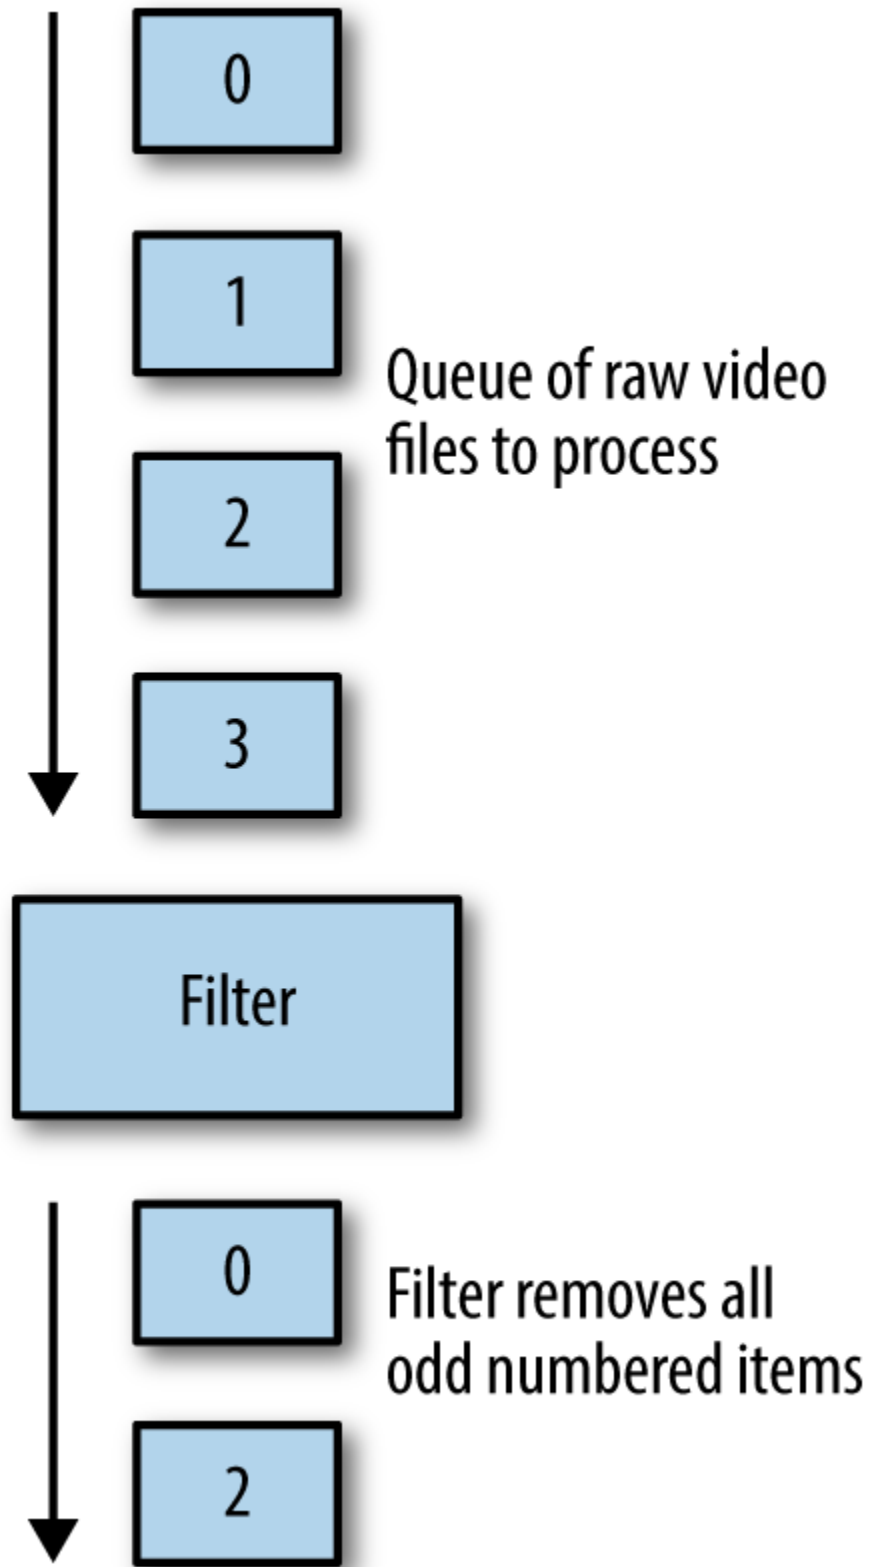 0
1
Queue of raw video
files to process
2
3
Filter
0
Filter removes all
odd numbered items
2